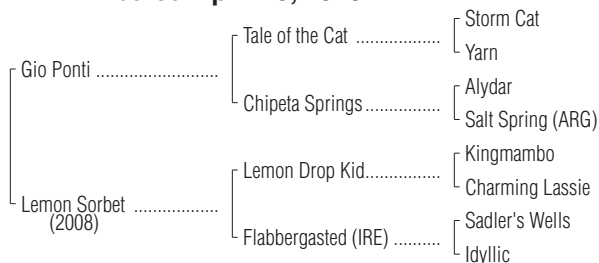 Storm Cat
Tale of the Cat ..................
Yarn
Gio Ponti ..........................
Alydar
Chipeta Springs ................
Salt Spring (ARG)
Kingmambo
Lemon Drop Kid.................
Charming Lassie
Lemon Sorbet ..................
(2008)
Sadler's Wells
Flabbergasted (IRE) ..........
Idyllic